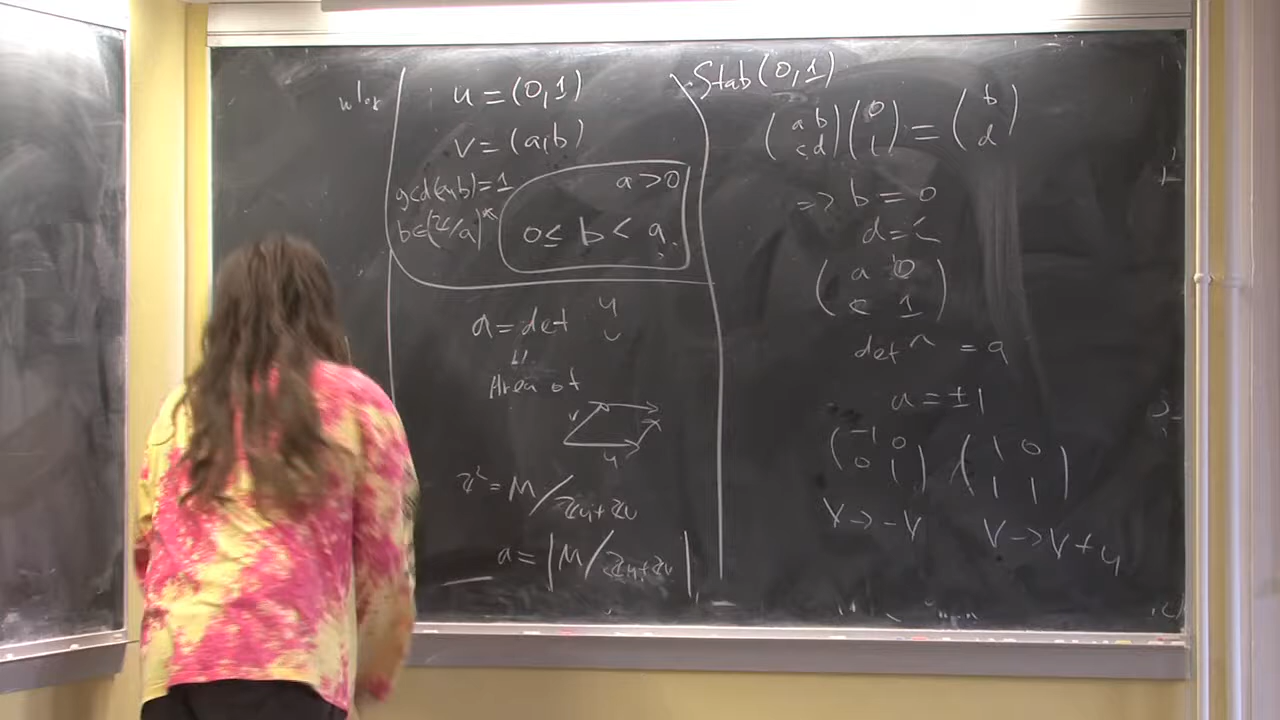 u = (0,1)
v = (a,b)
gcd(a,b) = 1
a > 0
b ∈ (ℤ/a)^*
0 ≤ b < a.
a = det u
v
Area of
v
u
ℤ² = M / ℤu + ℤv
a = | M / ℤu + ℤv |
Stab(0,1)
( a b ) ( 0 ) = ( b )
( c d ) ( 1 ) ( d )
=> b = 0
d = 1
( a 0 )
( c 1 )
det = a
a = ±1
( -1 0 ) ( 1 0 )
( 0 1 ) ( 1 1 )
V → -V V → V + u